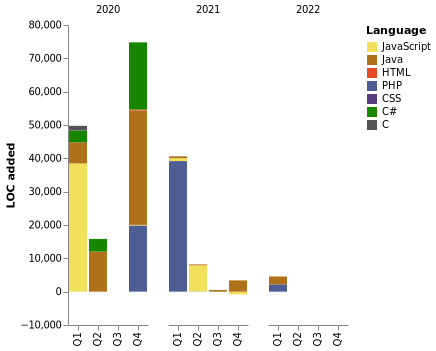 2020 2021 2022
80,000
70,000
60,000
50,000
40,000
30,000
20,000
10,000
0
−10,000
LOC added
Q1 Q2 Q3 Q4 Q1 Q2 Q3 Q4 Q1 Q2 Q3 Q4
Language
JavaScript
Java
HTML
PHP
CSS
C#
C